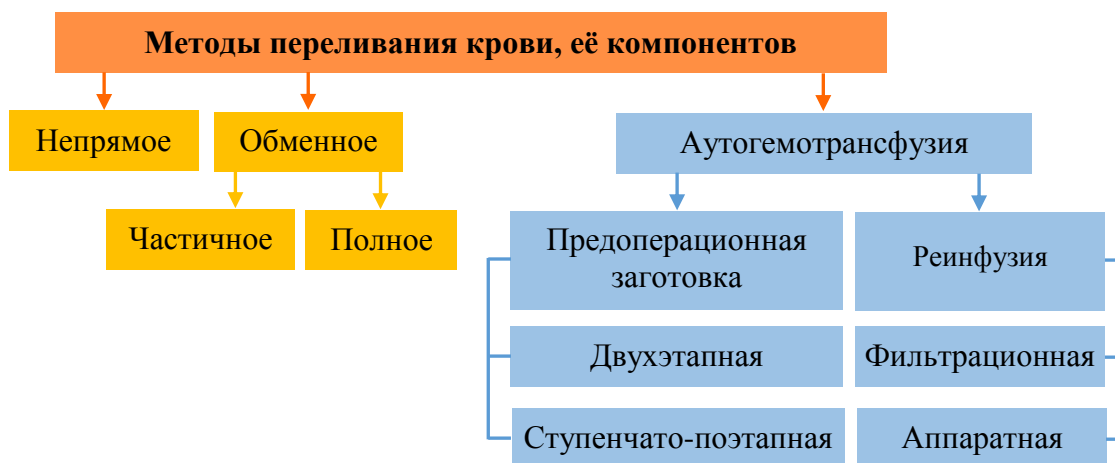 Методы переливания крови, её компонентов
Непрямое
Обменное
Аутогемотрансфузия
Частичное
Полное
Предоперационная
заготовка
Реинфузия
Двухэтапная
Фильтрационная
Ступенчато-поэтапная
Аппаратная